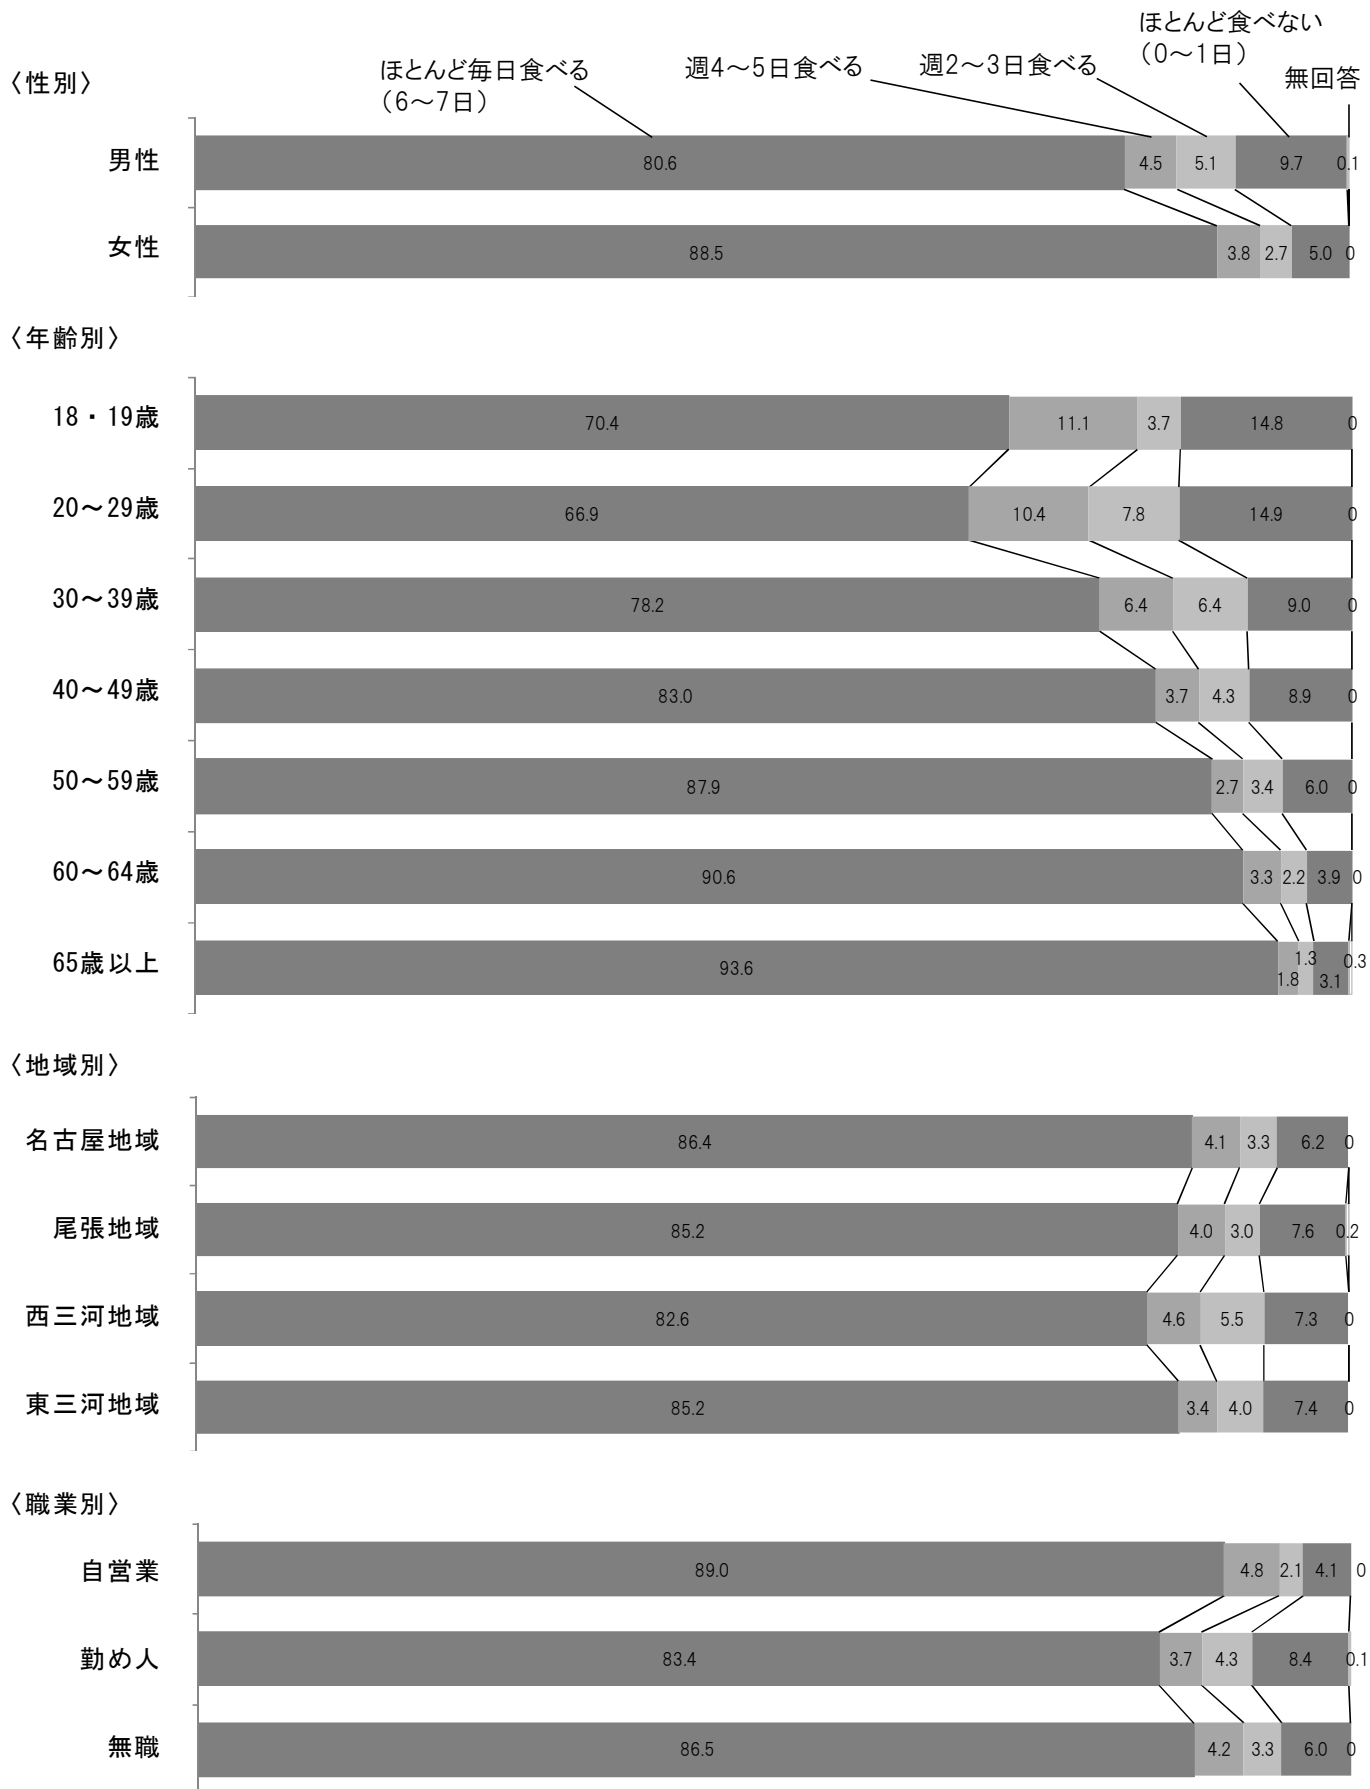 〈性別〉
ほとんど毎日食べる
（6～7日）
週4～5日食べる
週2～3日食べる
ほとんど食べない
（0～1日）
無回答
男性 80.6 4.5 5.1 9.7 0.1
女性 88.5 3.8 2.7 5.0 0
〈年齢別〉
18・19歳 70.4 11.1 3.7 14.8 0
20～29歳 66.9 10.4 7.8 14.9 0
30～39歳 78.2 6.4 6.4 9.0 0
40～49歳 83.0 3.7 4.3 8.9 0
50～59歳 87.9 2.7 3.4 6.0 0
60～64歳 90.6 3.3 2.2 3.9 0
65歳以上 93.6 1.8 1.3 3.1 0.3
〈地域別〉
名古屋地域 86.4 4.1 3.3 6.2 0
尾張地域 85.2 4.0 3.0 7.6 0.2
西三河地域 82.6 4.6 5.5 7.3 0
東三河地域 85.2 3.4 4.0 7.4 0
〈職業別〉
自営業 89.0 4.8 2.1 4.1 0
勤め人 83.4 3.7 4.3 8.4 0.1
無職 86.5 4.2 3.3 6.0 0